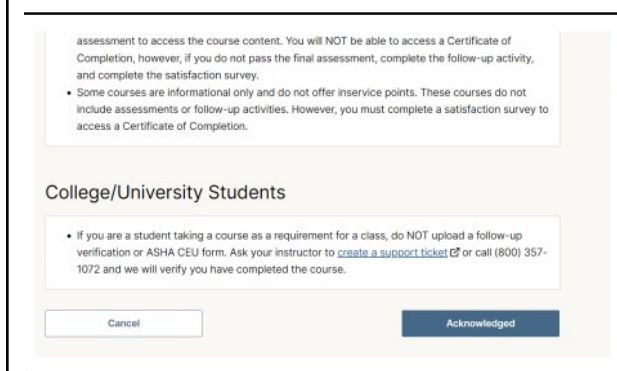 assessment to access the course content. You will NOT be able to access a Certificate of
Completion, however, if you do not pass the final assessment, complete the follow-up activity,
and complete the satisfaction survey.
• Some courses are informational only and do not offer inservice points. These courses do not
include assessments or follow-up activities. However, you must complete a satisfaction survey to
access a Certificate of Completion.
College/University Students
• If you are a student taking a course as a requirement for a class, do NOT upload a follow-up
verification or ASHA CEU form. Ask your instructor to create a support ticket or call (800) 357-
1072 and we will verify you have completed the course.
Cancel
Acknowledged